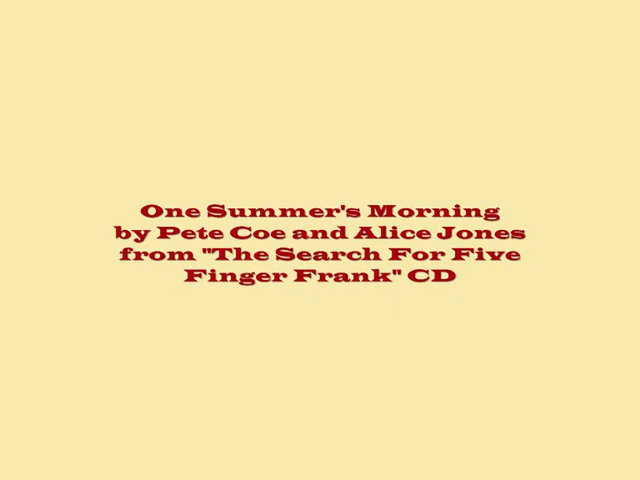 One Summer's Morning
by Pete Coe and Alice Jones
from "The Search For Five
Finger Frank" CD